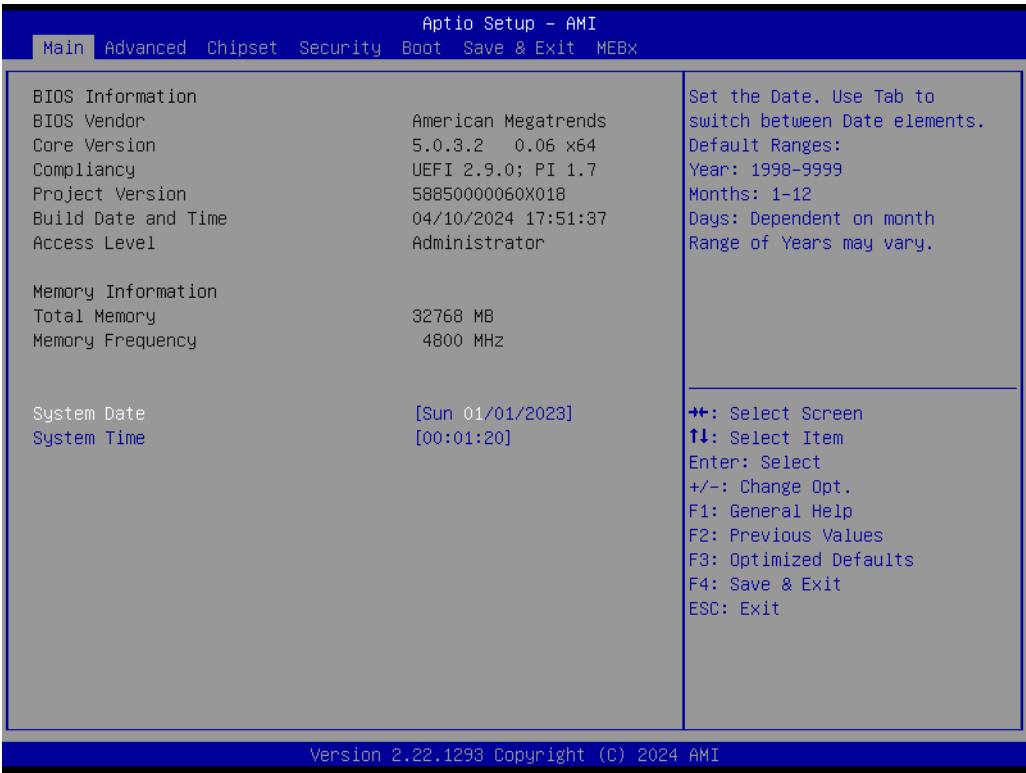 Aptio Setup – AMI
Main Advanced Chipset Security Boot Save & Exit MEBx
BIOS Information
BIOS Vendor American Megatrends
Core Version 5.0.3.2 0.06 x64
Compliancy UEFI 2.9.0; PI 1.7
Project Version 58850000060X018
Build Date and Time 04/10/2024 17:51:37
Access Level Administrator
Memory Information
Total Memory 32768 MB
Memory Frequency 4800 MHz
System Date [Sun 01/01/2023]
System Time [00:01:20]
Set the Date. Use Tab to
switch between Date elements.
Default Ranges:
Year: 1998–9999
Months: 1–12
Days: Dependent on month
Range of Years may vary.
→←: Select Screen
↑↓: Select Item
Enter: Select
+/–: Change Opt.
F1: General Help
F2: Previous Values
F3: Optimized Defaults
F4: Save & Exit
ESC: Exit
Version 2.22.1293 Copyright (C) 2024 AMI